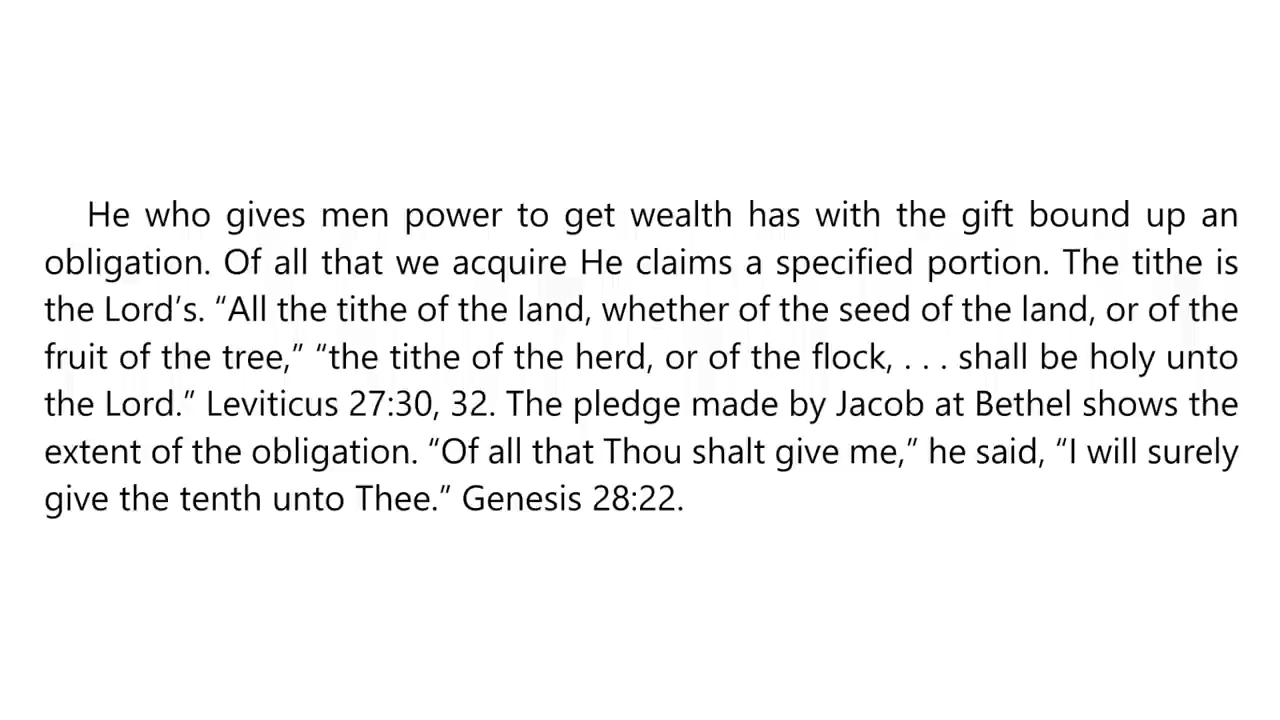 He who gives men power to get wealth has with the gift bound up an
obligation. Of all that we acquire He claims a specified portion. The tithe is
the Lord’s. “All the tithe of the land, whether of the seed of the land, or of the
fruit of the tree,” “the tithe of the herd, or of the flock, . . . shall be holy unto
the Lord.” Leviticus 27:30, 32. The pledge made by Jacob at Bethel shows the
extent of the obligation. “Of all that Thou shalt give me,” he said, “I will surely
give the tenth unto Thee.” Genesis 28:22.